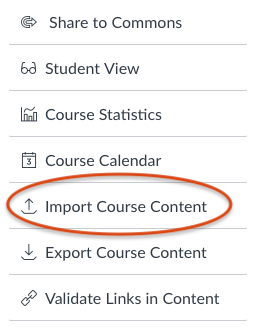 Share to Commons
Student View
Course Statistics
3
Course Calendar
Import Course Content
Export Course Content
Validate Links in Content